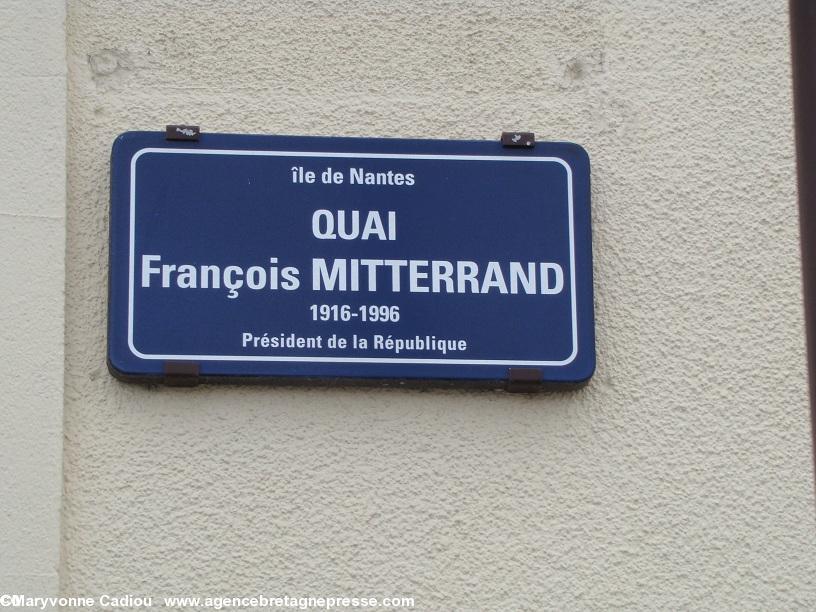 île de Nantes
QUAI
François MITTERRAND
1916-1996
Président de la République
©Maryvonne Cadiou www.agencebretagnepresse.com